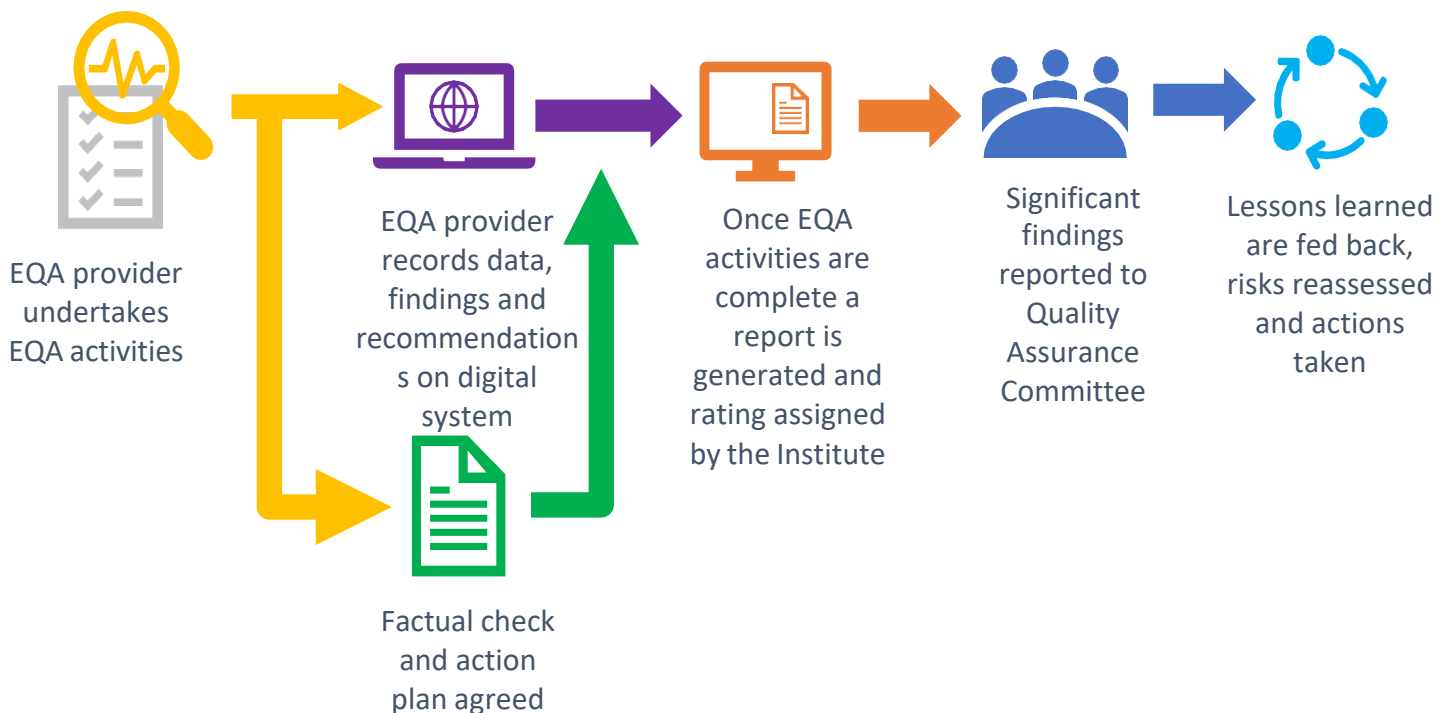 EQA provider
undertakes
EQA activities
EQA provider
records data,
findings and
recommendation
s on digital
system
Factual check
and action
plan agreed
Once EQA
activities are
complete a
report is
generated and
rating assigned
by the Institute
Significant
findings
reported to
Quality
Assurance
Committee
Lessons learned
are fed back,
risks reassessed
and actions
taken